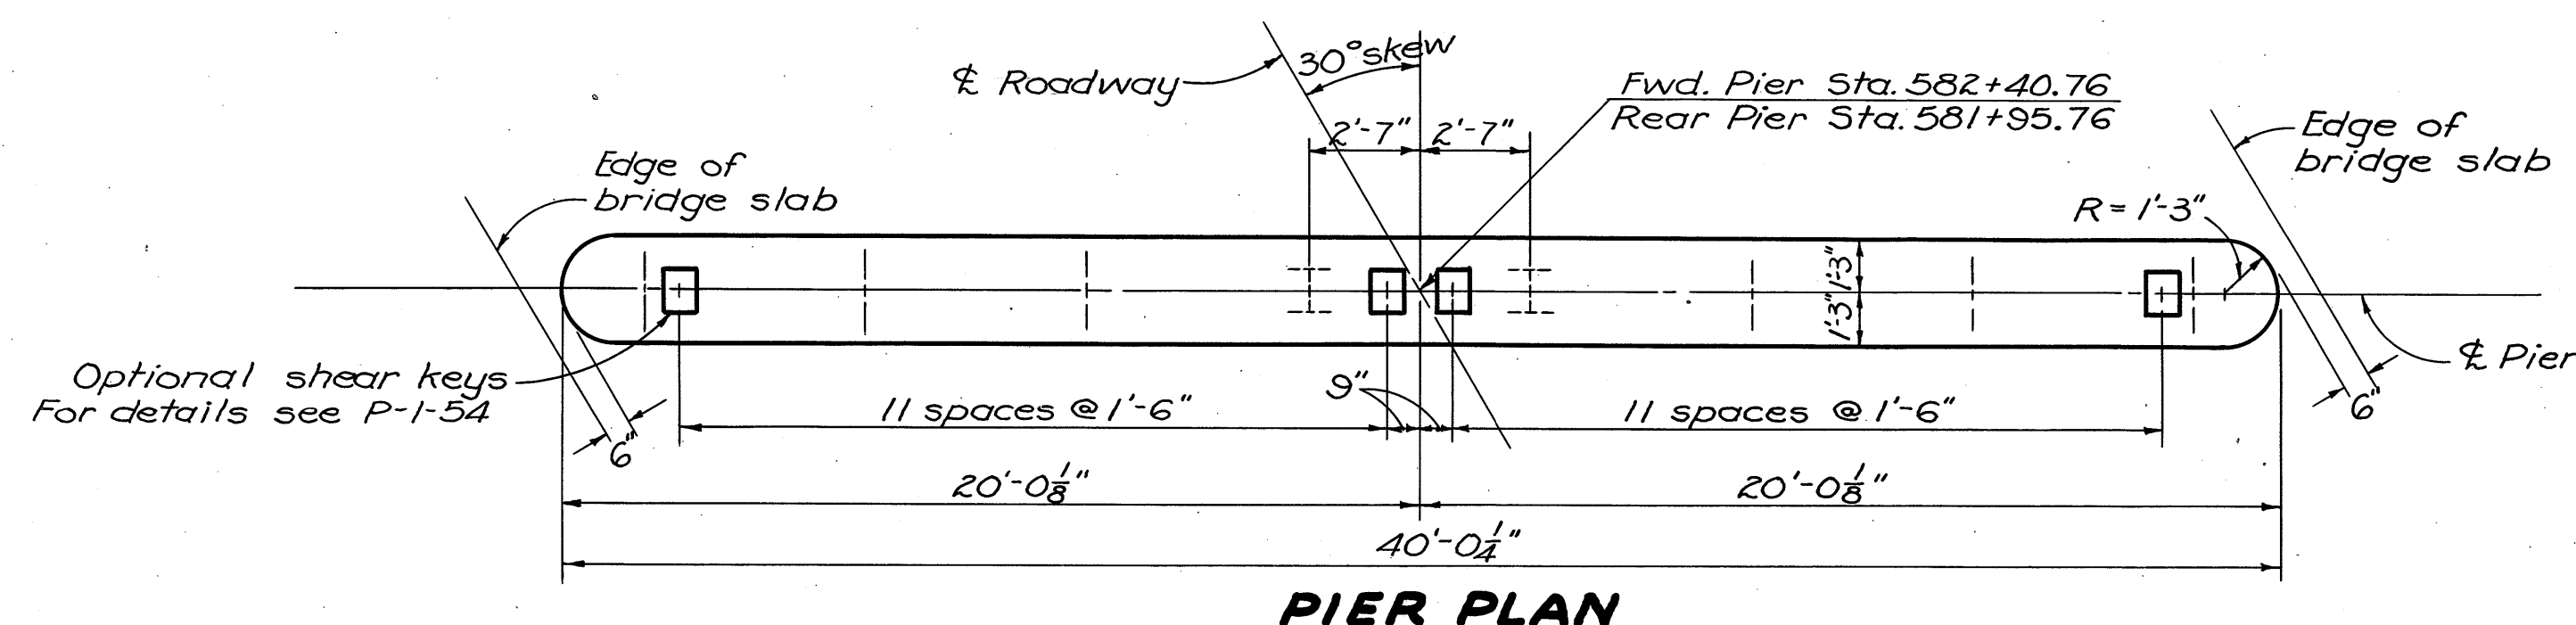 30° skew
℄ Roadway
Fwd. Pier Sta. 582+40.76
Rear Pier Sta. 581+95.76
2'-7" 2'-7"
Edge of
bridge slab
Edge of
bridge slab
R = 1'-3"
1'-3"
1'-3"
Optional shear keys
For details see P-1-54
6"
11 spaces @ 1'-6"
9"
11 spaces @ 1'-6"
℄ Pier
6"
20'-0⅛"
20'-0⅛"
40'-0¼"
PIER PLAN